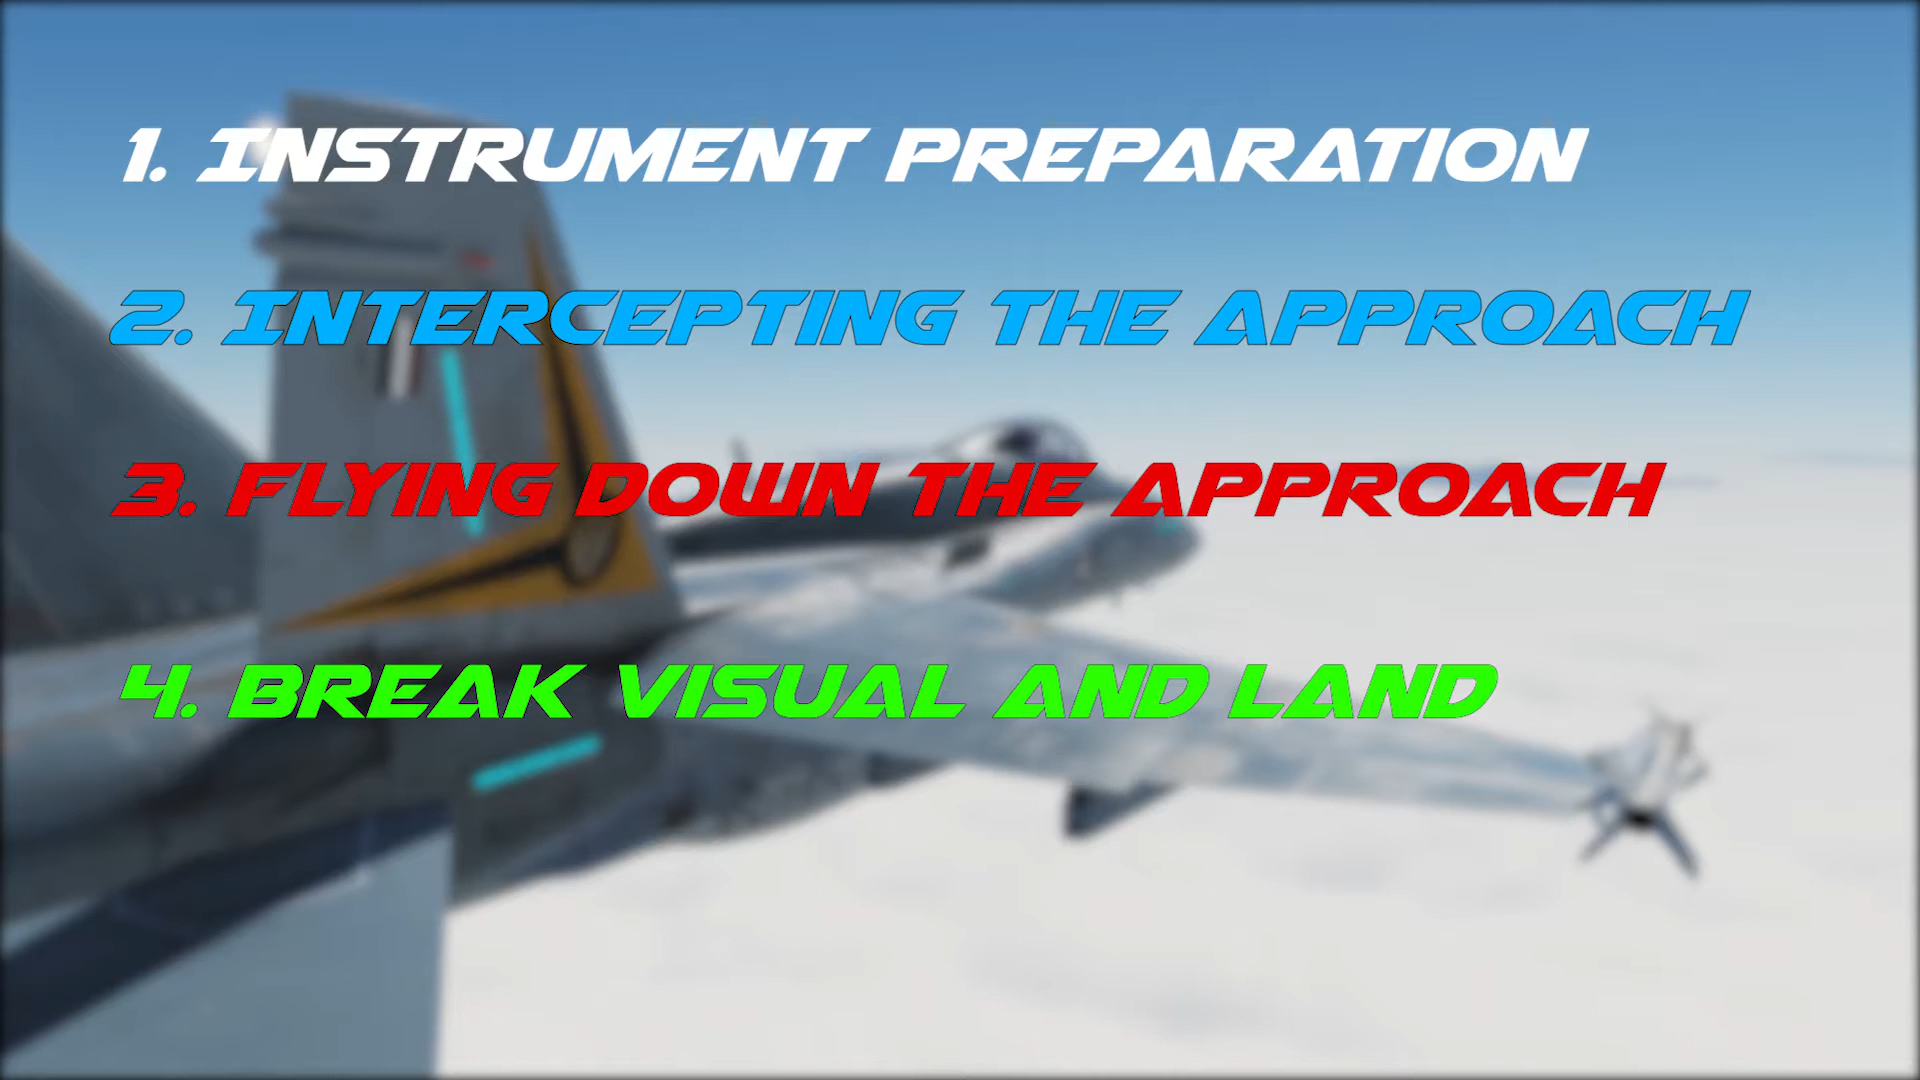 1. INSTRUMENT PREPARATION
2. INTERCEPTING THE APPROACH
3. FLYING DOWN THE APPROACH
4. BREAK VISUAL AND LAND